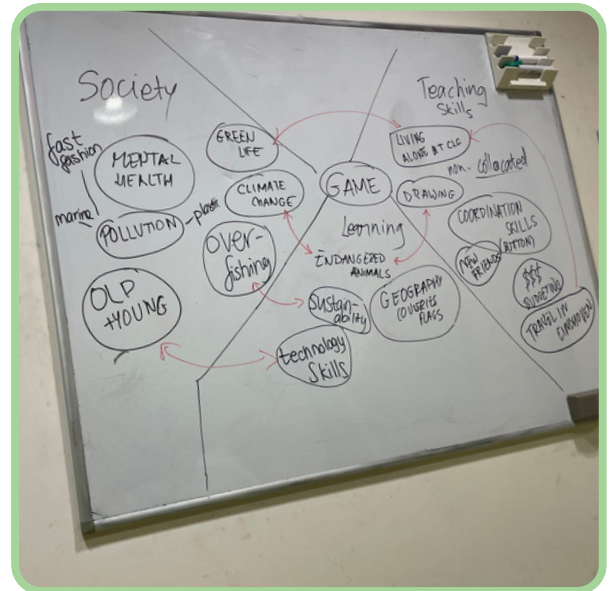 Society
fast
fashion
MENTAL
HEALTH
marine
POLLUTION
plastic
OLD
+YOUNG
GREEN
LIFE
CLIMATE
CHANGE
OVER-
fishing
GAME
Learning
ENDANGERED
ANIMALS
sustain-
ability
GEOGRAPHY
FLAGS
technology
Skills
Teaching
Skills
LIVING
ALONE AT CLG
non-collocated
DRAWING
COORDINATION
SKILLS
(BUTTON)
NEW
FRIENDS
$$$
BUDGETING
TRAVEL IN
EINDHOVEN